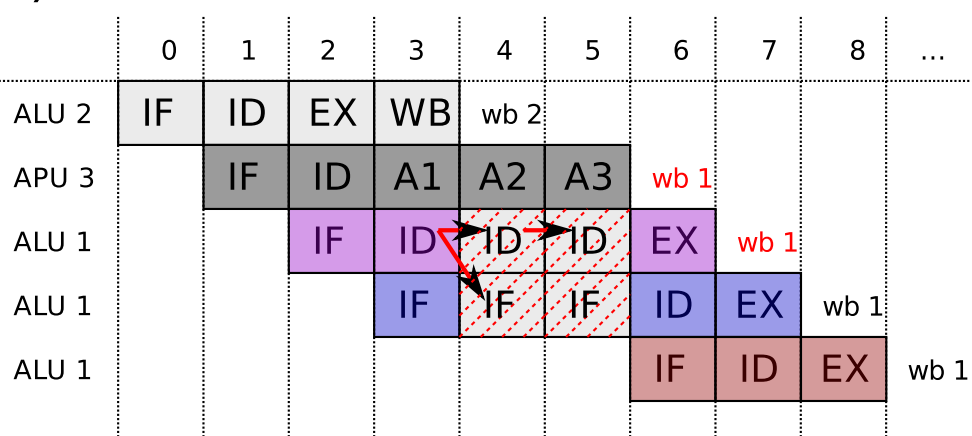 0 1 2 3 4 5 6 7 8 ...
ALU 2 IF ID EX WB wb 2
APU 3 IF ID A1 A2 A3 wb 1
ALU 1 IF ID ID ID EX wb 1
ALU 1 IF IF IF ID EX wb 1
ALU 1 IF ID EX wb 1